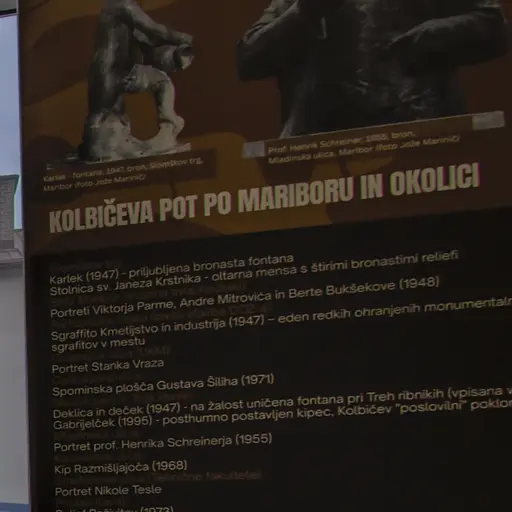 Karlek - fontana, 1947, bron, Slomškov trg,
Maribor (foto Jože Marinič)
Prof. Henrik Schreiner, 1955, bron,
Mladinska ulica, Maribor (foto Jože Marinič)
KOLBIČEVA POT PO MARIBORU IN OKOLICI
Karlek (1947) - priljubljena bronasta fontana
Stolnica sv. Janeza Krstnika - oltarna mensa s štirimi bronastimi reliefi
Portreti Viktorja Parme, Andre Mitrovića in Berte Bukšekove (1948)
Sgraffito Kmetijstvo in industrija (1947) – eden redkih ohranjenih monumentaln
sgrafitov v mestu
Portret Stanka Vraza
Spominska plošča Gustava Šiliha (1971)
Deklica in deček (1947) - na žalost uničena fontana pri Treh ribnikih (vpisana v
Gabrijelček (1995) - posthumno postavljen kipec, Kolbičev "poslovilni" poklon
Portret prof. Henrika Schreinerja (1955)
Kip Razmišljajoča (1968)
Portret Nikole Tesle
(1973)